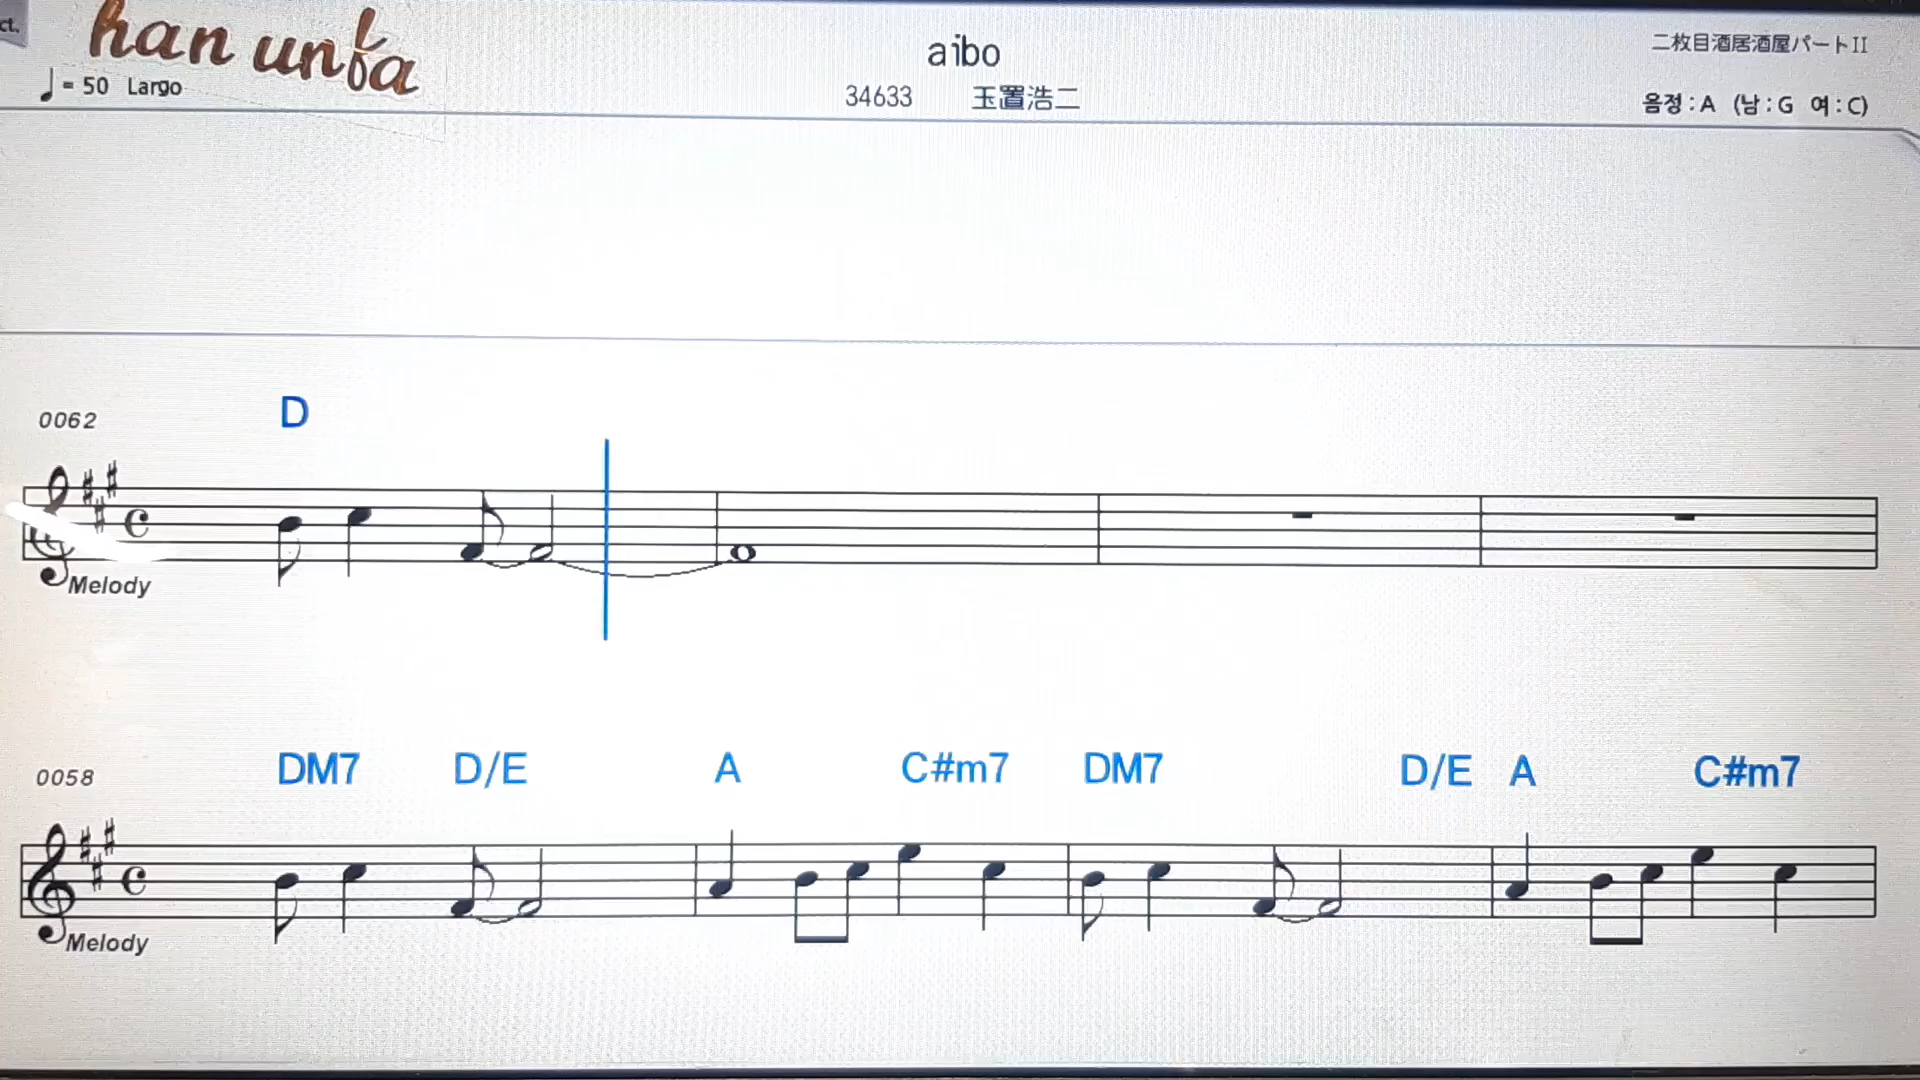 ct.
han unfa
aibo
二枚目酒居酒屋パートII
= 50 Largo
34633 玉置浩二
음정 : A (남 : G 여 : C)
D
0062
Melody
DM7 D/E A C#m7 DM7 D/E A C#m7
0058
Melody